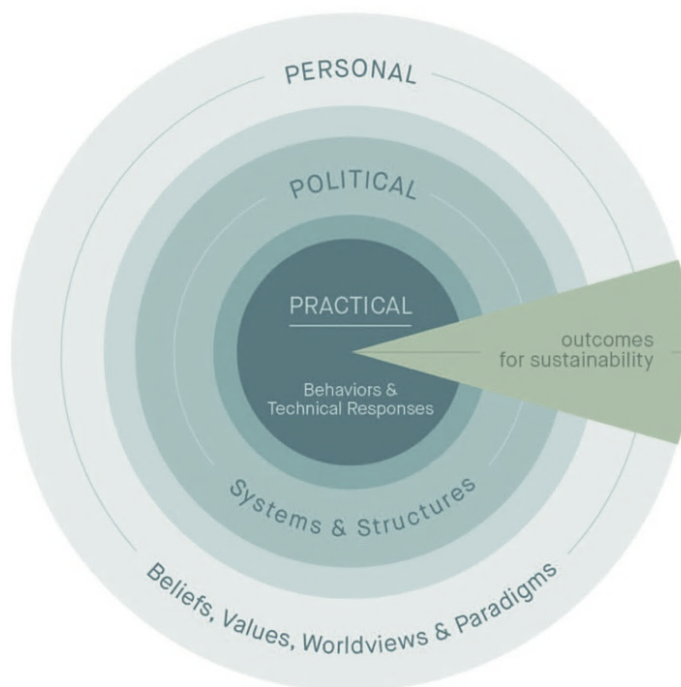 PERSONAL
POLITICAL
PRACTICAL
outcomes
for sustainability
Behaviors &
Technical Responses
Systems & Structures
Beliefs, Values, Worldviews & Paradigms